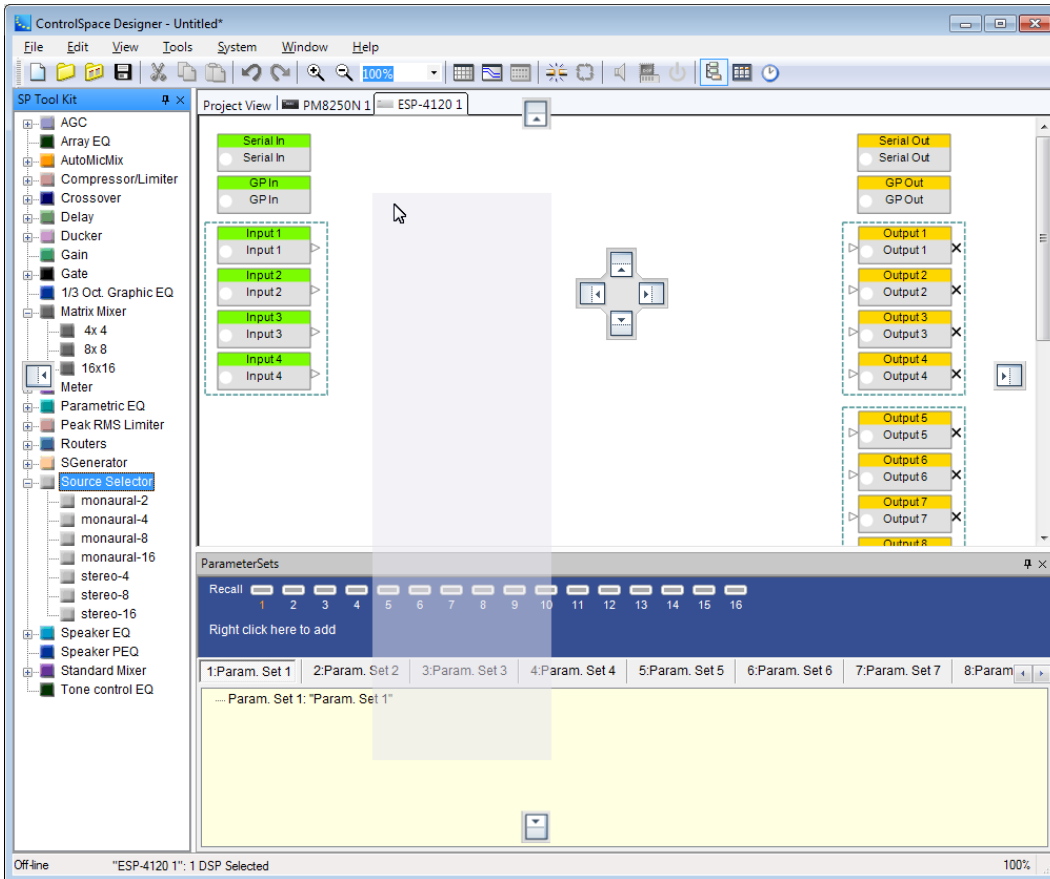 ControlSpace Designer - Untitled*
File Edit View Tools System Window Help
100%
SP Tool Kit
AGC
Array EQ
AutoMicMix
Compressor/Limiter
Crossover
Delay
Ducker
Gain
Gate
1/3 Oct. Graphic EQ
Matrix Mixer
4x 4
8x 8
16x16
Meter
Parametric EQ
Peak RMS Limiter
Routers
SGenerator
Source Selector
monaural-2
monaural-4
monaural-8
monaural-16
stereo-4
stereo-8
stereo-16
Speaker EQ
Speaker PEQ
Standard Mixer
Tone control EQ
Project View PM8250N 1 ESP-4120 1
Serial In
Serial In
GP In
GP In
Input 1
Input 1
Input 2
Input 2
Input 3
Input 3
Input 4
Input 4
Serial Out
Serial Out
GP Out
GP Out
Output 1
Output 1
Output 2
Output 2
Output 3
Output 3
Output 4
Output 4
Output 5
Output 5
Output 6
Output 6
Output 7
Output 7
Output 8
ParameterSets
Recall
1 2 3 4 5 6 7 8 9 10 11 12 13 14 15 16
Right click here to add
1:Param. Set 1 2:Param. Set 2 3:Param. Set 3 4:Param. Set 4 5:Param. Set 5 6:Param. Set 6 7:Param. Set 7 8:Param
Param. Set 1: "Param. Set 1"
Off-line "ESP-4120 1": 1 DSP Selected 100%